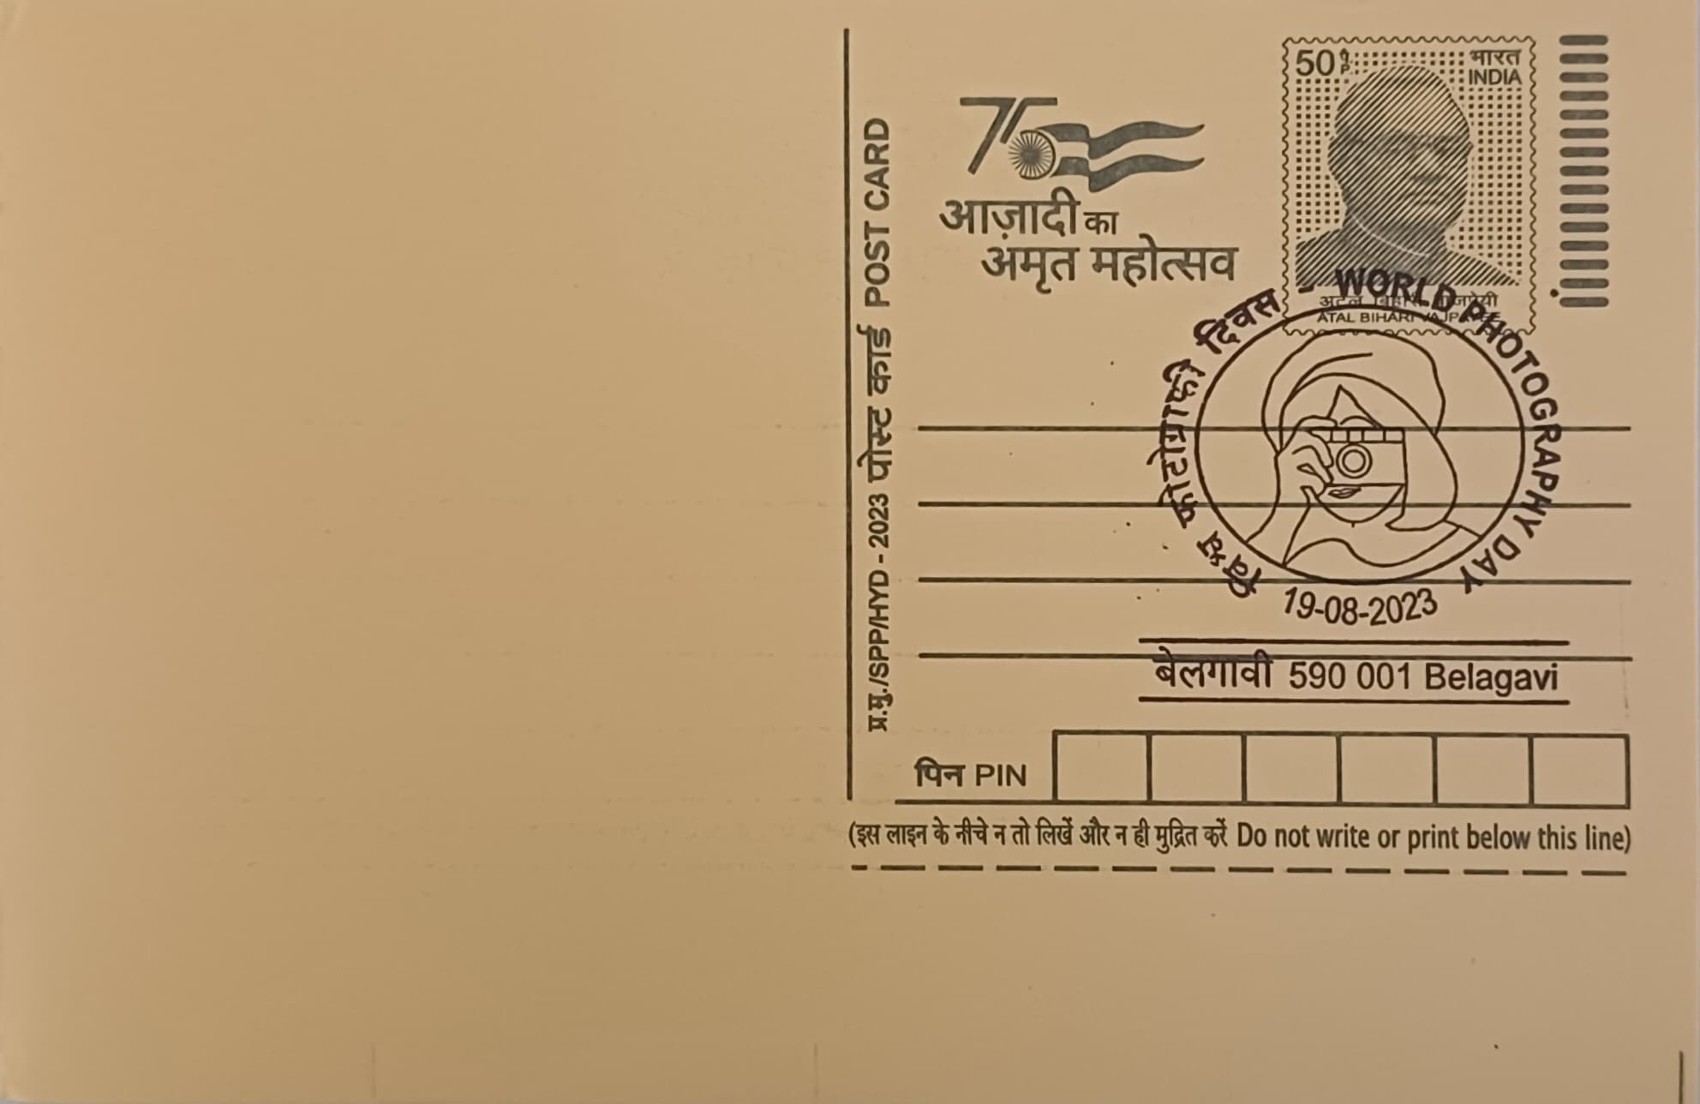 प्र.मु./SPP/HYD - 2023 पोस्ट कार्ड POST CARD
75
आज़ादी का
अमृत महोत्सव
50 पै. P.
भारत
INDIA
अटल बिहारी वाजपेयी
ATAL BIHARI VAJPAYEE
विश्व फोटोग्राफी दिवस - WORLD PHOTOGRAPHY DAY
19-08-2023
बेलगावी 590 001 Belagavi
पिन PIN
(इस लाइन के नीचे न तो लिखें और न ही मुद्रित करें Do not write or print below this line)